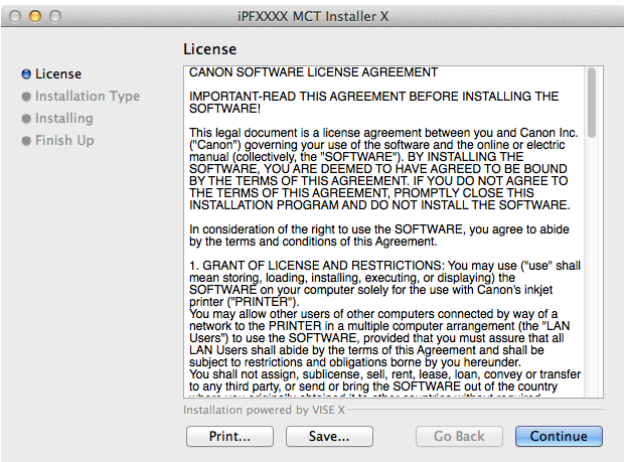 iPFXXXX MCT Installer X
License
License
Installation Type
Installing
Finish Up
CANON SOFTWARE LICENSE AGREEMENT
IMPORTANT-READ THIS AGREEMENT BEFORE INSTALLING THE
SOFTWARE!
This legal document is a license agreement between you and Canon Inc.
("Canon") governing your use of the software and the online or electric
manual (collectively, the "SOFTWARE"). BY INSTALLING THE
SOFTWARE, YOU ARE DEEMED TO HAVE AGREED TO BE BOUND
BY THE TERMS OF THIS AGREEMENT. IF YOU DO NOT AGREE TO
THE TERMS OF THIS AGREEMENT, PROMPTLY CLOSE THIS
INSTALLATION PROGRAM AND DO NOT INSTALL THE SOFTWARE.
In consideration of the right to use the SOFTWARE, you agree to abide
by the terms and conditions of this Agreement.
1. GRANT OF LICENSE AND RESTRICTIONS: You may use ("use" shall
mean storing, loading, installing, executing, or displaying) the
SOFTWARE on your computer solely for the use with Canon's inkjet
printer ("PRINTER").
You may allow other users of other computers connected by way of a
network to the PRINTER in a multiple computer arrangement (the "LAN
Users") to use the SOFTWARE, provided that you must assure that all
LAN Users shall abide by the terms of this Agreement and shall be
subject to restrictions and obligations borne by you hereunder.
You shall not assign, sublicense, sell, rent, lease, loan, convey or transfer
to any third party, or send or bring the SOFTWARE out of the country
where you originally obtained it to other countries without required
Installation powered by VISE X
Print... Save... Go Back Continue